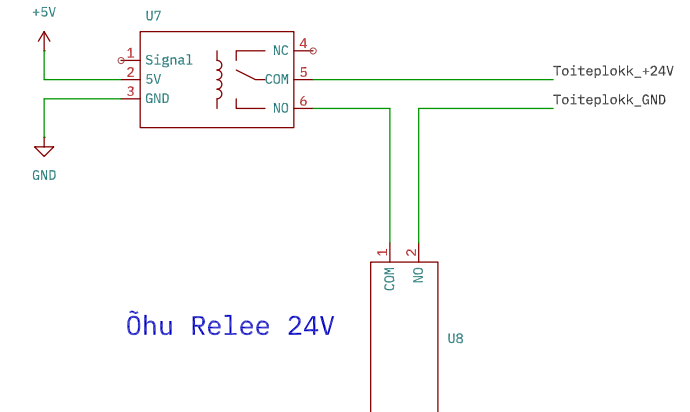 +5V
U7
1
Signal
NC
4
2
5V
COM
5
Toiteplokk_+24V
3
GND
NO
6
Toiteplokk_GND
GND
1
2
COM
NO
Õhu Relee 24V
U8